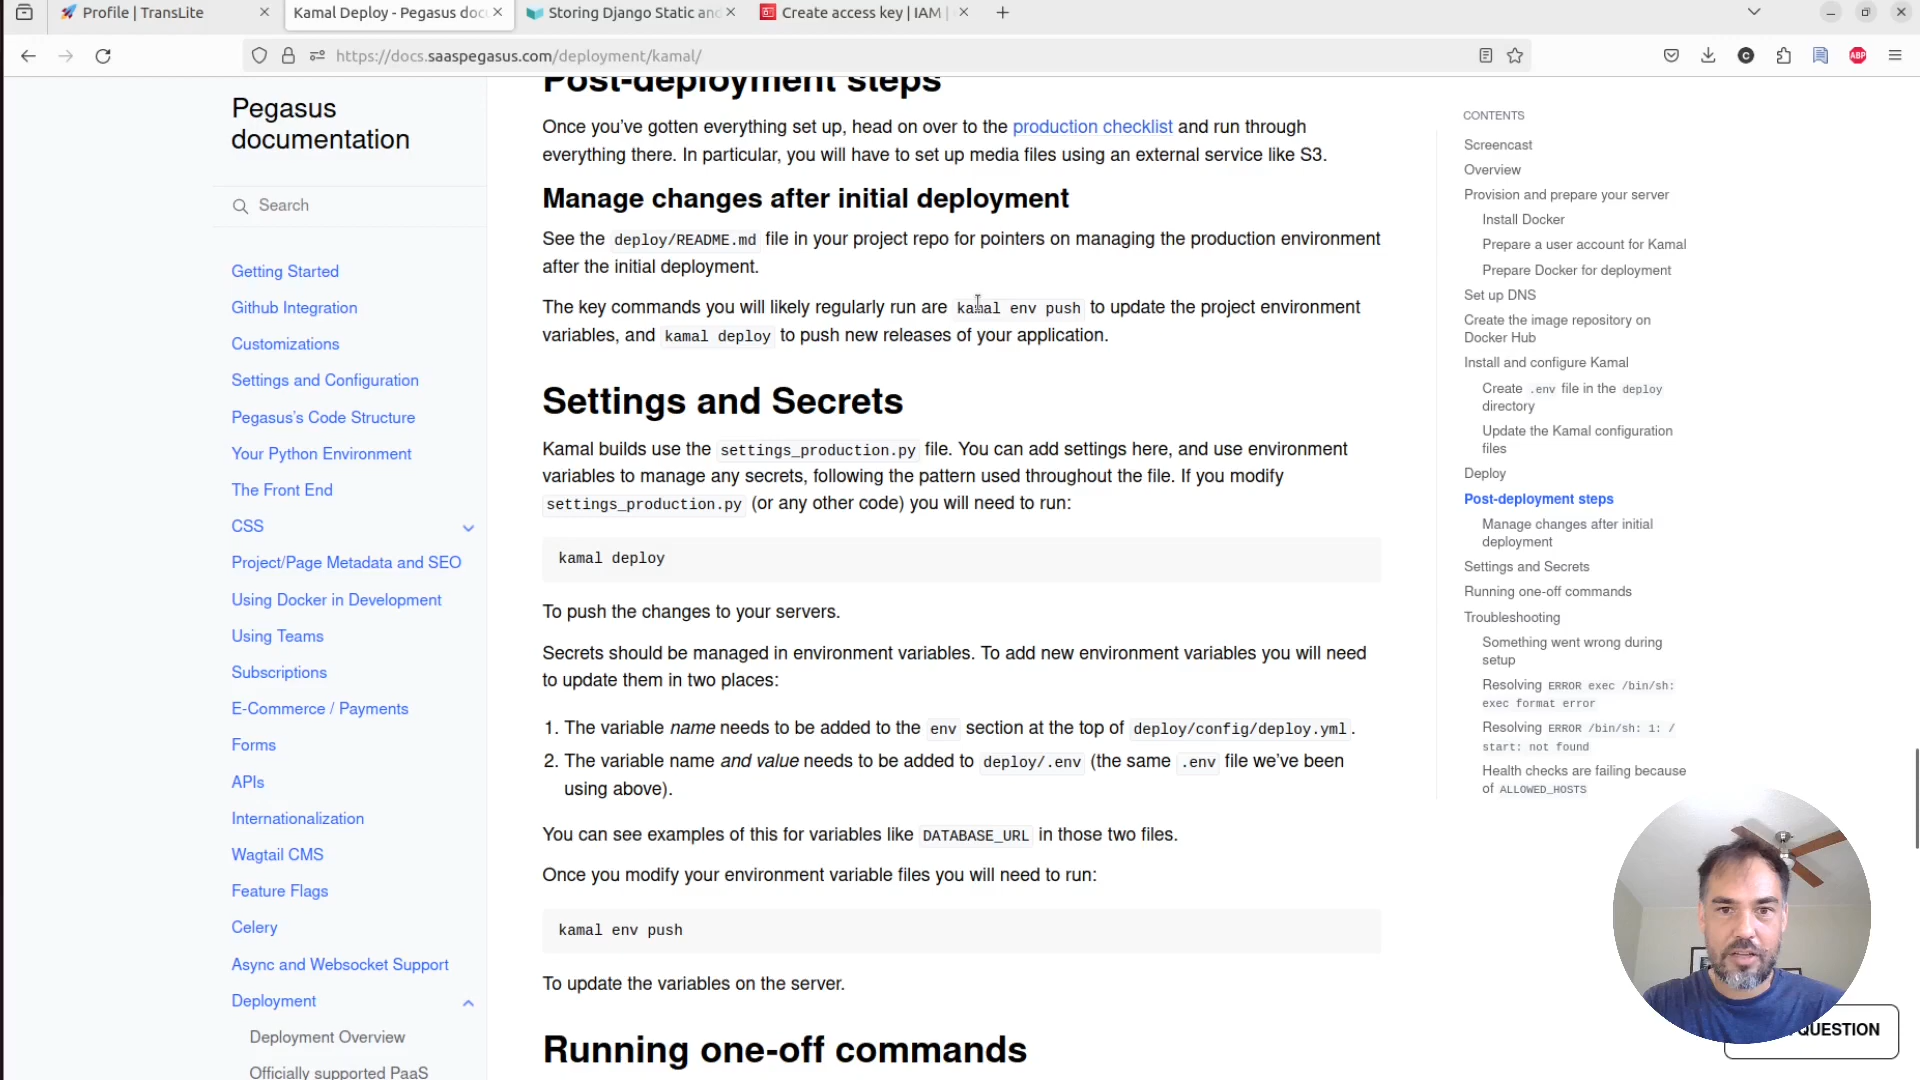 Profile | TransLite
Kamal Deploy - Pegasus docu
Storing Django Static and
Create access key | IAM |
https://docs.saaspegasus.com/deployment/kamal/
ABP
Pegasus
documentation
Search
Getting Started
Github Integration
Customizations
Settings and Configuration
Pegasus's Code Structure
Your Python Environment
The Front End
CSS
Project/Page Metadata and SEO
Using Docker in Development
Using Teams
Subscriptions
E-Commerce / Payments
Forms
APIs
Internationalization
Wagtail CMS
Feature Flags
Celery
Async and Websocket Support
Deployment
Deployment Overview
Officially supported PaaS
Post-deployment steps
Once you've gotten everything set up, head on over to the production checklist and run through
everything there. In particular, you will have to set up media files using an external service like S3.
Manage changes after initial deployment
See the deploy/README.md file in your project repo for pointers on managing the production environment
after the initial deployment.
The key commands you will likely regularly run are kamal env push to update the project environment
variables, and kamal deploy to push new releases of your application.
Settings and Secrets
Kamal builds use the settings_production.py file. You can add settings here, and use environment
variables to manage any secrets, following the pattern used throughout the file. If you modify
settings_production.py (or any other code) you will need to run:
kamal deploy
To push the changes to your servers.
Secrets should be managed in environment variables. To add new environment variables you will need
to update them in two places:
1. The variable name needs to be added to the env section at the top of deploy/config/deploy.yml.
2. The variable name and value needs to be added to deploy/.env (the same .env file we've been
using above).
You can see examples of this for variables like DATABASE_URL in those two files.
Once you modify your environment variable files you will need to run:
kamal env push
To update the variables on the server.
Running one-off commands
CONTENTS
Screencast
Overview
Provision and prepare your server
Install Docker
Prepare a user account for Kamal
Prepare Docker for deployment
Set up DNS
Create the image repository on
Docker Hub
Install and configure Kamal
Create .env file in the deploy
directory
Update the Kamal configuration
files
Deploy
Post-deployment steps
Manage changes after initial
deployment
Settings and Secrets
Running one-off commands
Troubleshooting
Something went wrong during
setup
Resolving ERROR exec /bin/sh:
exec format error
Resolving ERROR /bin/sh: 1: /
start: not found
Health checks are failing because
of ALLOWED_HOSTS
QUESTION